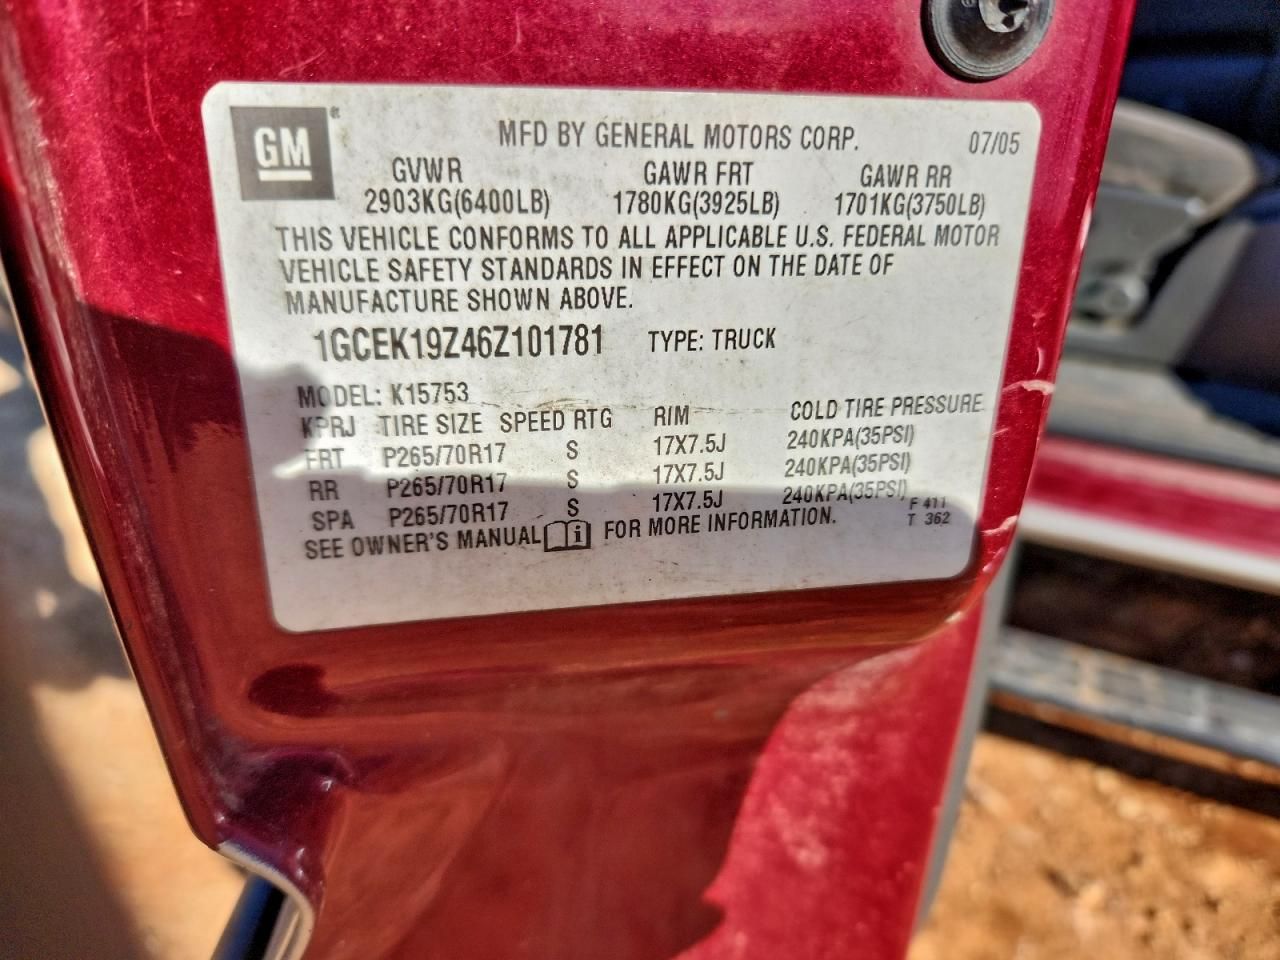 GM®
MFD BY GENERAL MOTORS CORP. 07/05
GVWR GAWR FRT GAWR RR
2903KG(6400LB) 1780KG(3925LB) 1701KG(3750LB)
THIS VEHICLE CONFORMS TO ALL APPLICABLE U.S. FEDERAL MOTOR
VEHICLE SAFETY STANDARDS IN EFFECT ON THE DATE OF
MANUFACTURE SHOWN ABOVE.
1GCEK19Z46Z101781 TYPE: TRUCK
MODEL: K15753
KPRJ TIRE SIZE SPEED RTG RIM COLD TIRE PRESSURE
FRT P265/70R17 S 17X7.5J 240KPA(35PSI)
RR P265/70R17 S 17X7.5J 240KPA(35PSI)
SPA P265/70R17 S 17X7.5J 240KPA(35PSI)
SEE OWNER'S MANUAL i FOR MORE INFORMATION.
F 411
T 362